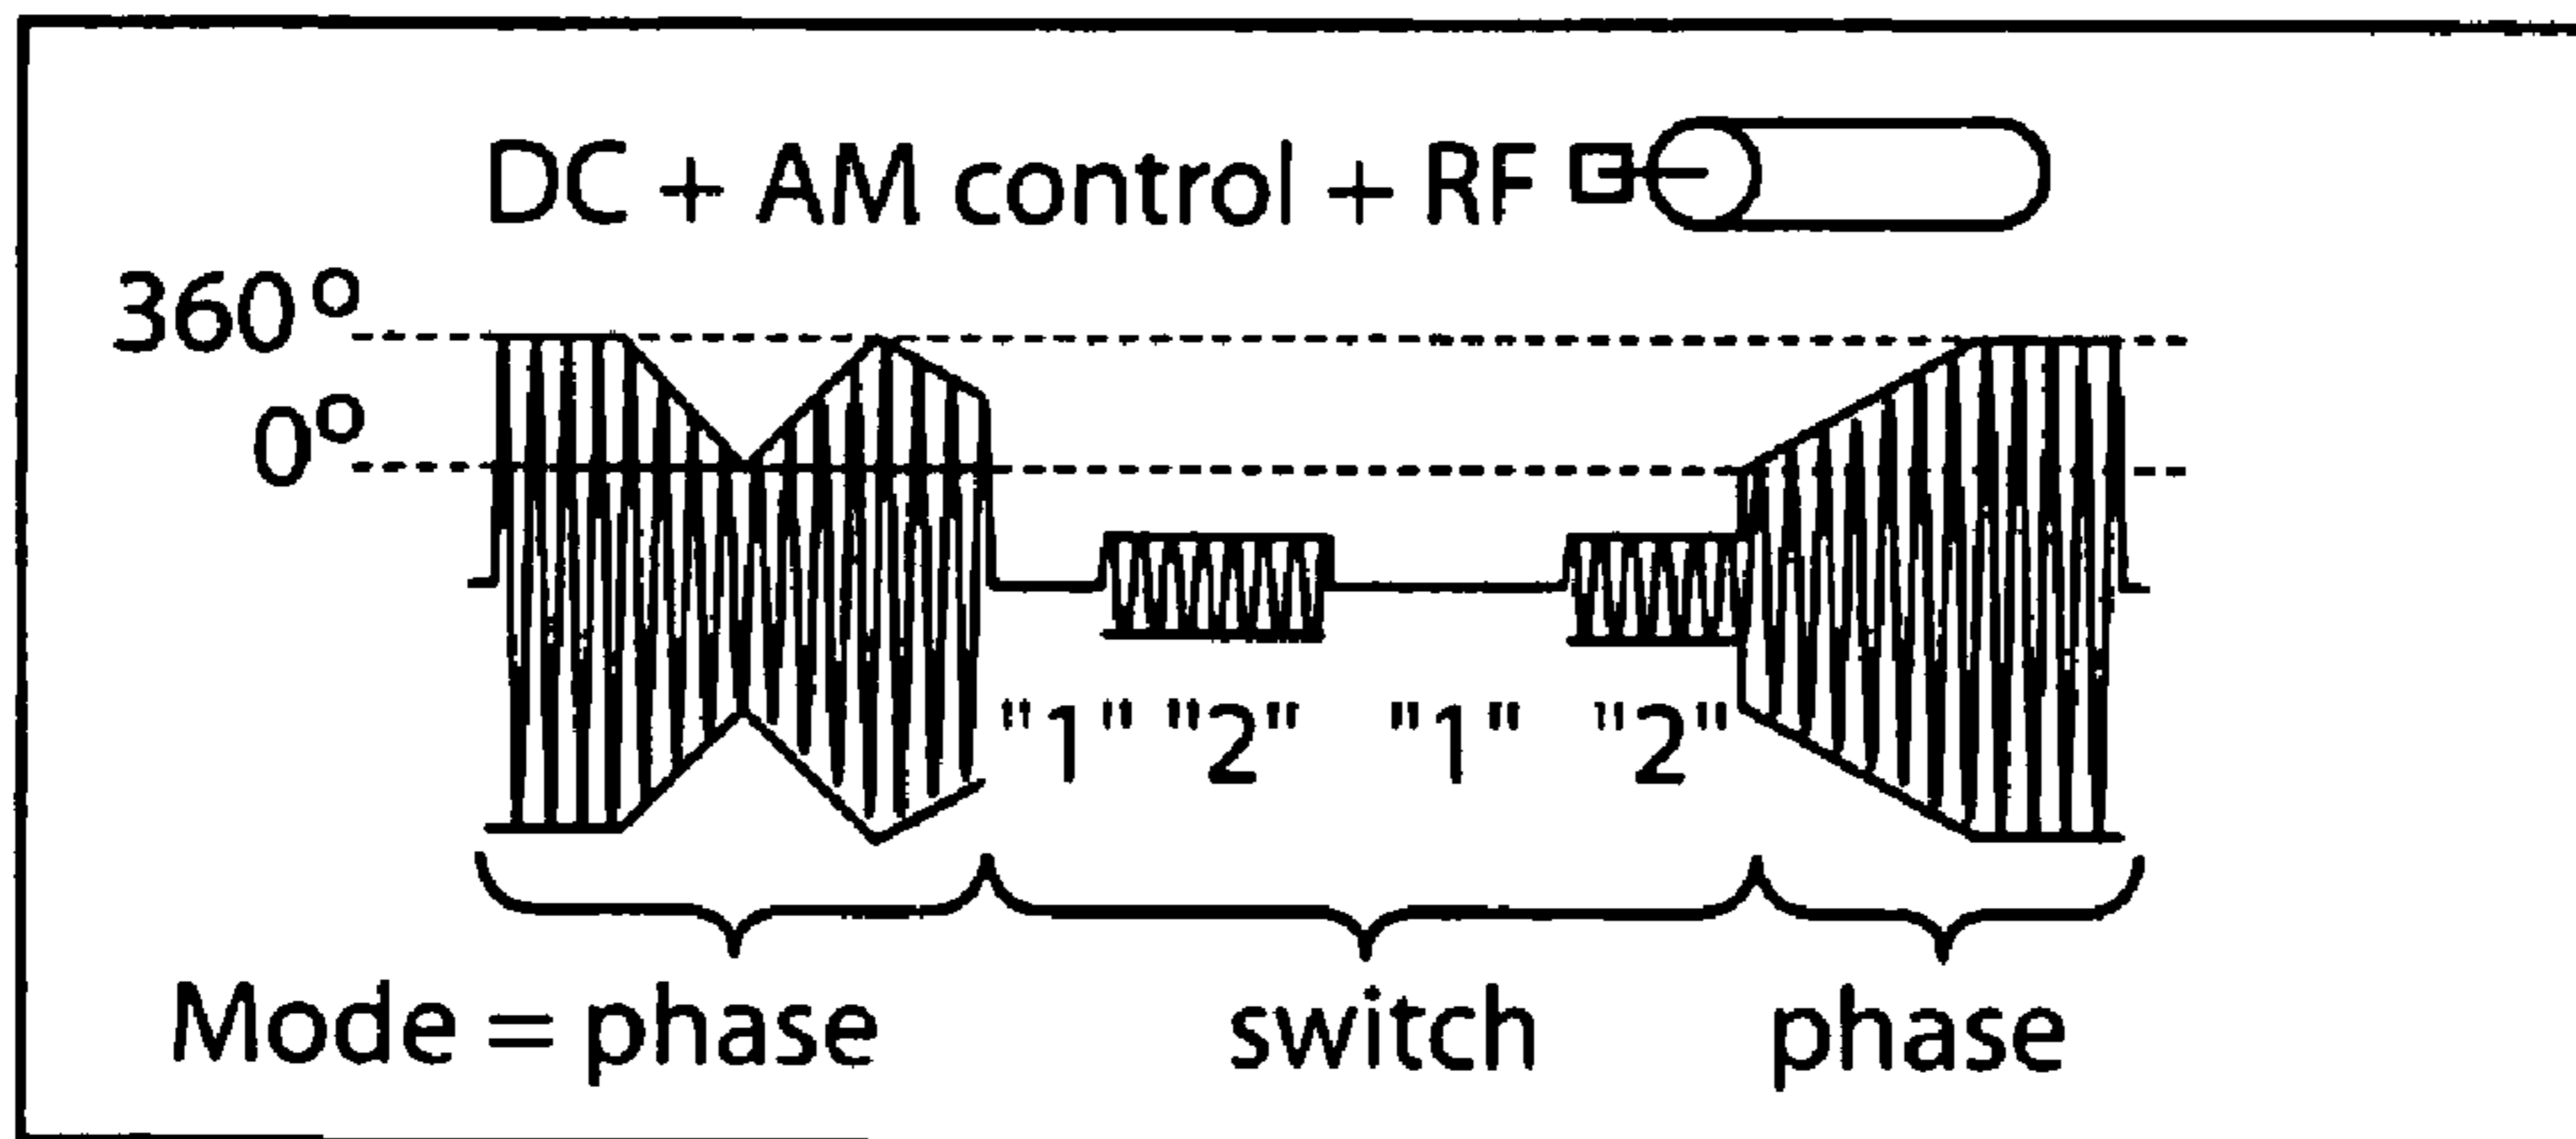 DC + AM control + RF
360°
0°
"1" "2" "1" "2"
Mode = phase switch phase